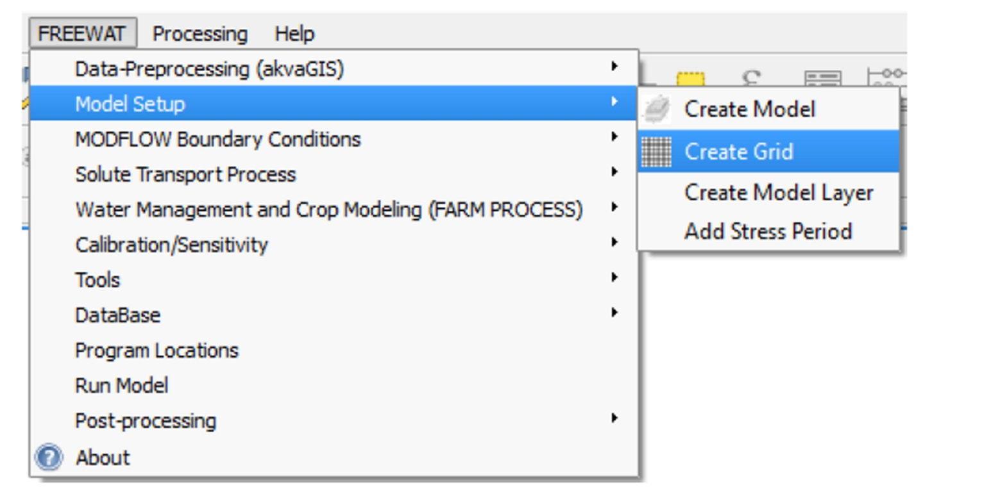 FREEWAT Processing Help
Data-Preprocessing (akvaGIS)
Model Setup
MODFLOW Boundary Conditions
Solute Transport Process
Water Management and Crop Modeling (FARM PROCESS)
Calibration/Sensitivity
Tools
DataBase
Program Locations
Run Model
Post-processing
About
Create Model
Create Grid
Create Model Layer
Add Stress Period